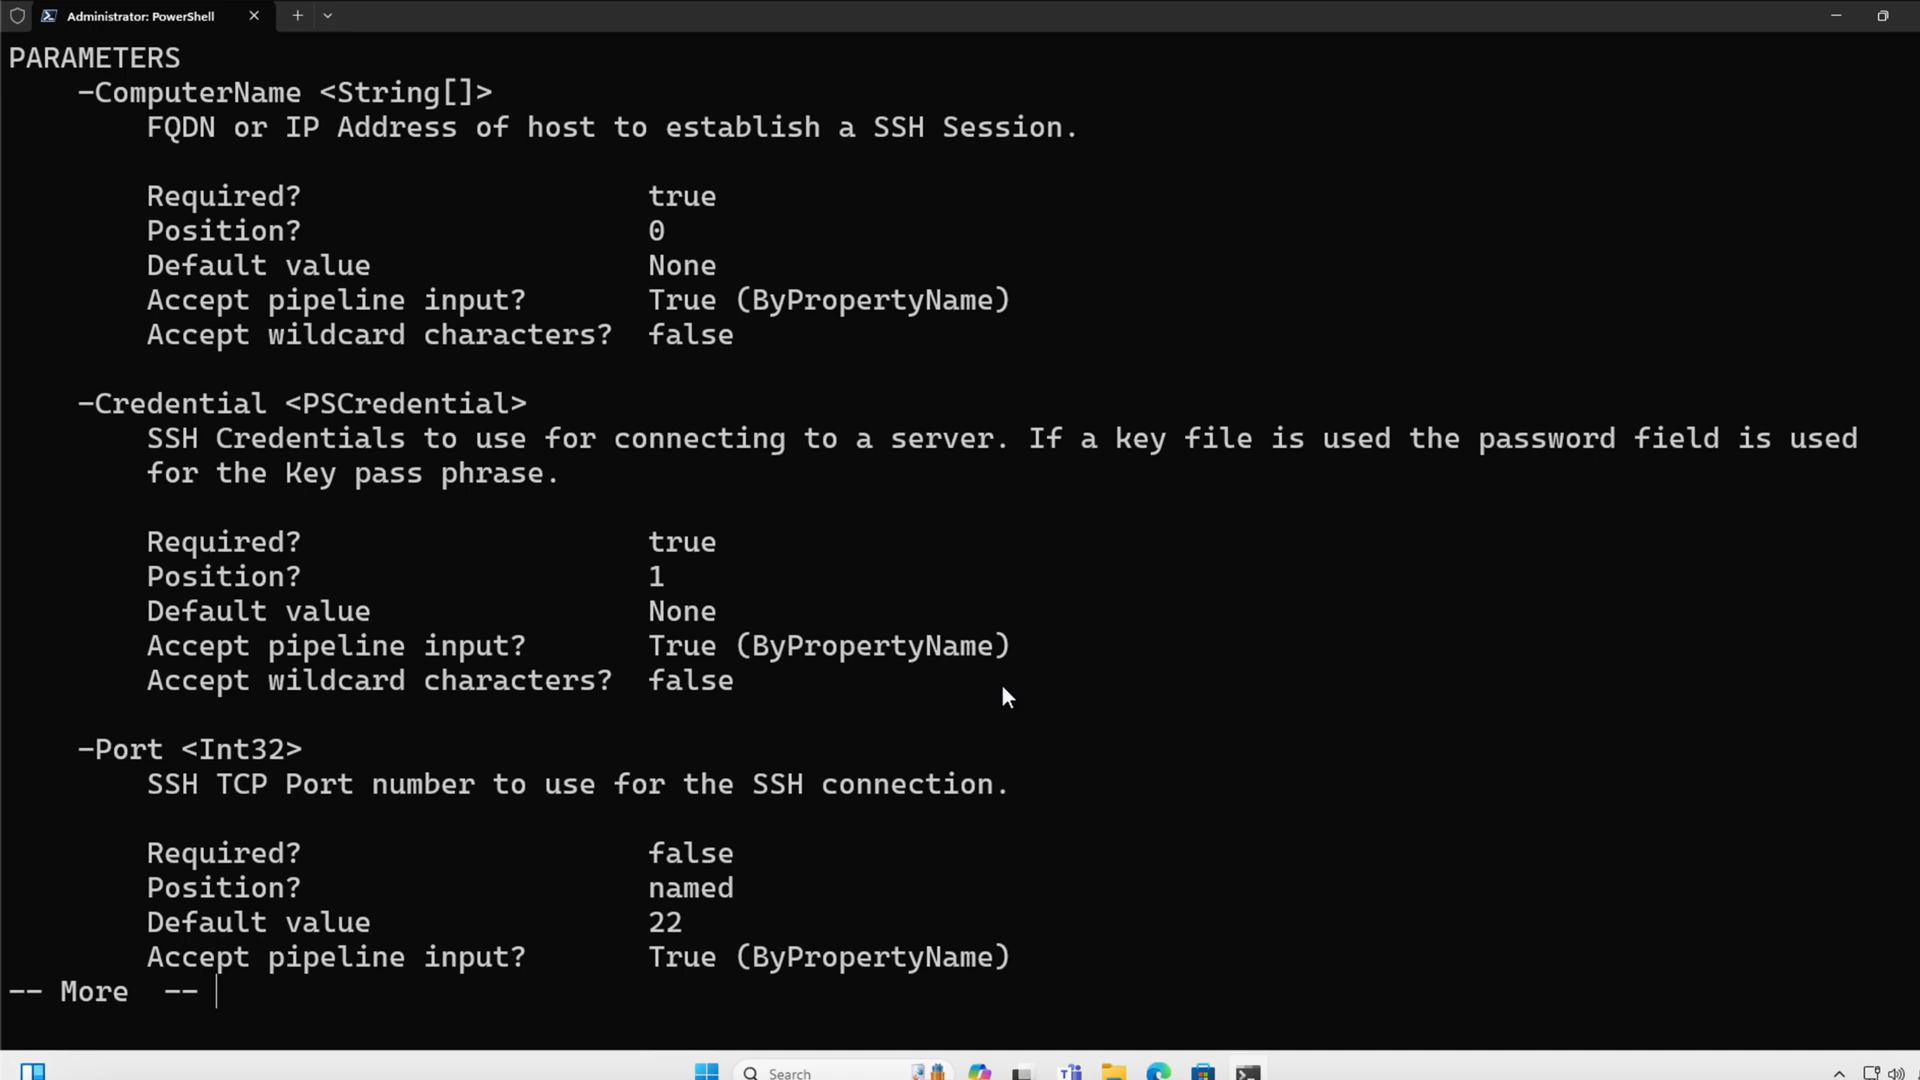 Administrator: PowerShell
PARAMETERS
-ComputerName <String[]>
FQDN or IP Address of host to establish a SSH Session.
Required? true
Position? 0
Default value None
Accept pipeline input? True (ByPropertyName)
Accept wildcard characters? false
-Credential <PSCredential>
SSH Credentials to use for connecting to a server. If a key file is used the password field is used
for the Key pass phrase.
Required? true
Position? 1
Default value None
Accept pipeline input? True (ByPropertyName)
Accept wildcard characters? false
-Port <Int32>
SSH TCP Port number to use for the SSH connection.
Required? false
Position? named
Default value 22
Accept pipeline input? True (ByPropertyName)
-- More --
Search